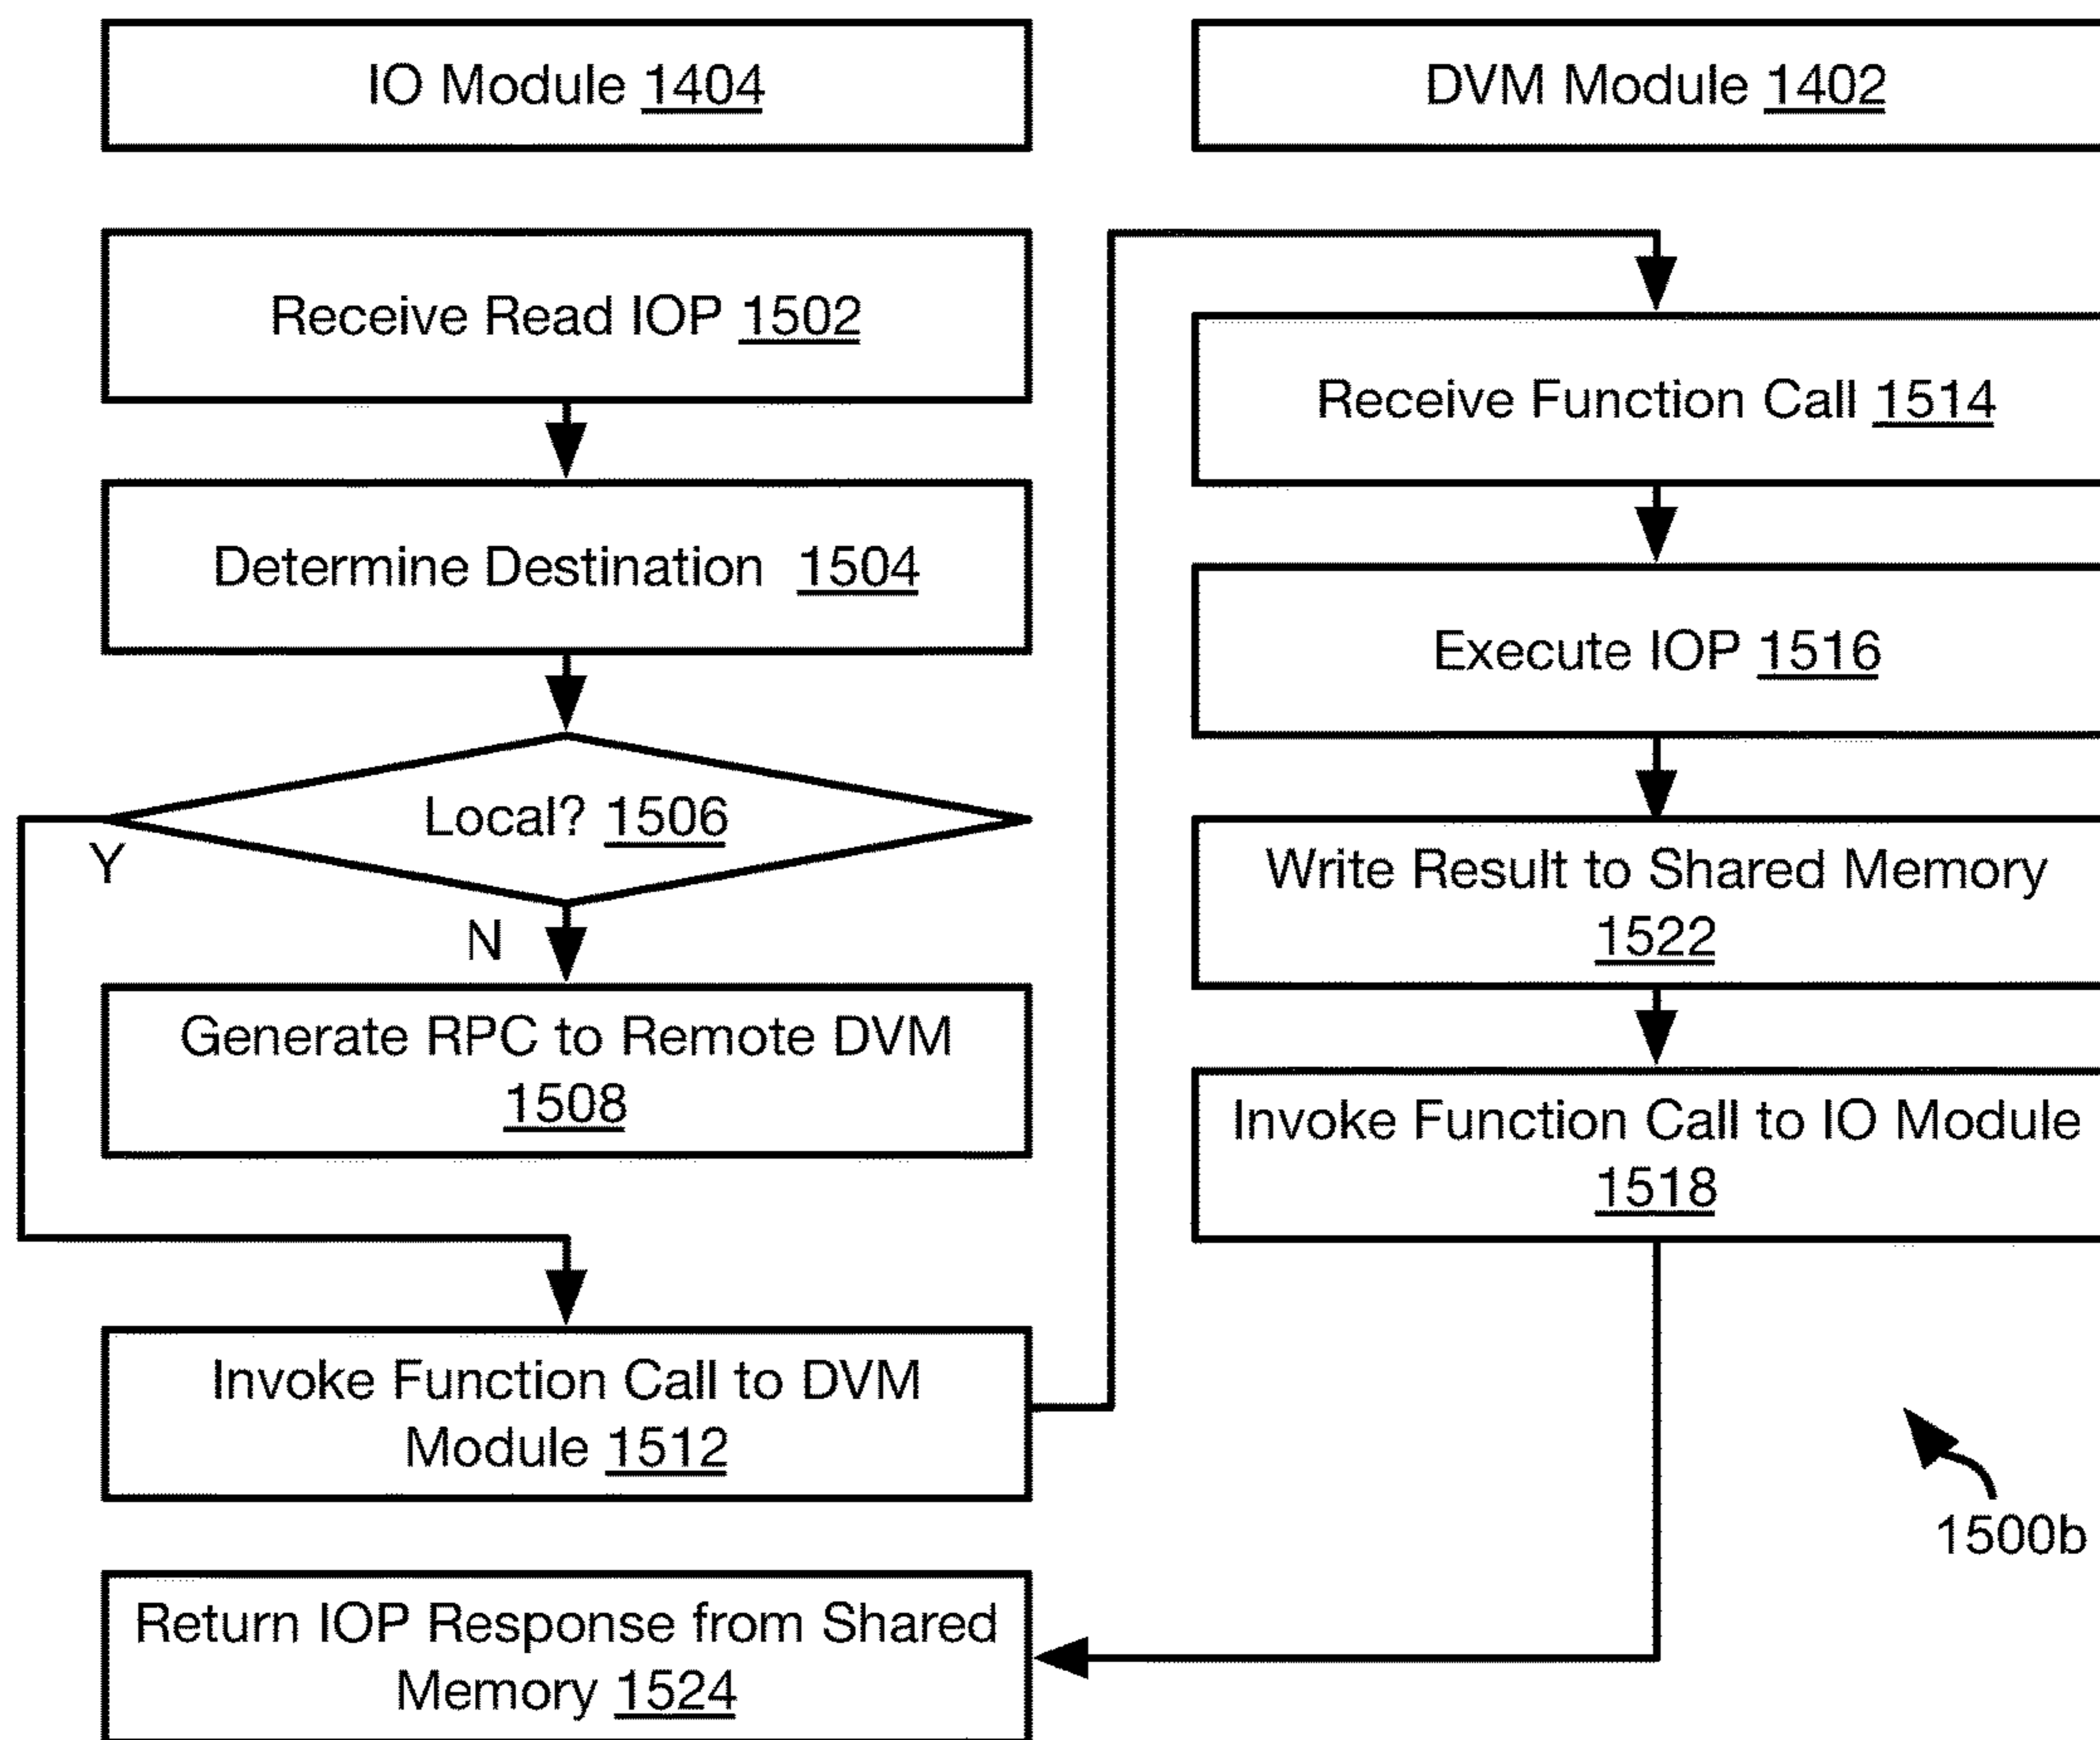 IO Module 1404
DVM Module 1402
Receive Read IOP 1502
Determine Destination 1504
Local? 1506
Y
N
Generate RPC to Remote DVM
1508
Invoke Function Call to DVM
Module 1512
Receive Function Call 1514
Execute IOP 1516
Write Result to Shared Memory
1522
Invoke Function Call to IO Module
1518
Return IOP Response from Shared
Memory 1524
1500b